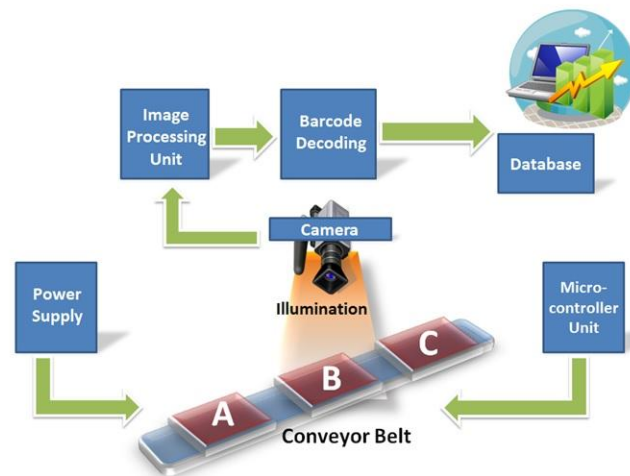 Image
Processing
Unit
Barcode
Decoding
Database
Camera
Power
Supply
Illumination
Micro-
controller
Unit
A
B
C
Conveyor Belt